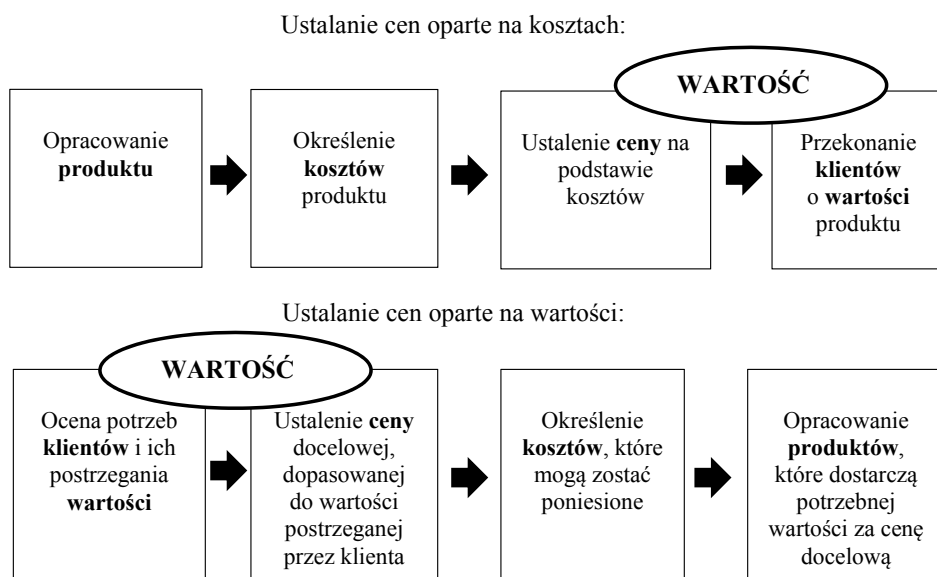 Ustalanie cen oparte na kosztach:
WARTOŚĆ
Opracowanie
produktu
Określenie
kosztów
produktu
Ustalenie ceny na
podstawie
kosztów
Przekonanie
klientów
o wartości
produktu
Ustalanie cen oparte na wartości:
WARTOŚĆ
Ocena potrzeb
klientów i ich
postrzegania
wartości
Ustalenie ceny
docelowej,
dopasowanej
do wartości
postrzeganej
przez klienta
Określenie
kosztów, które
mogą zostać
poniesione
Opracowanie
produktów,
które dostarczą
potrzebnej
wartości za cenę
docelową